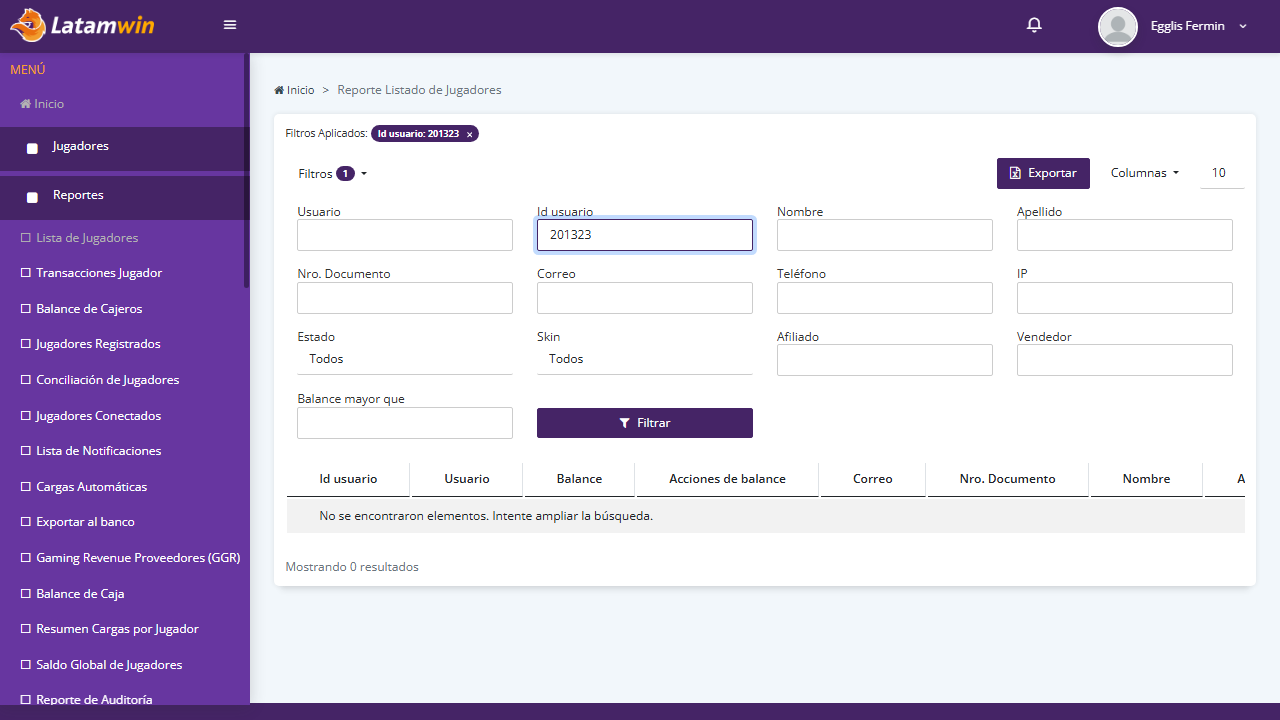 Latamwin
Egglis Fermin
MENÚ
Inicio
Jugadores
Reportes
Lista de Jugadores
Transacciones Jugador
Balance de Cajeros
Jugadores Registrados
Conciliación de Jugadores
Jugadores Conectados
Lista de Notificaciones
Cargas Automáticas
Exportar al banco
Gaming Revenue Proveedores (GGR)
Balance de Caja
Resumen Cargas por Jugador
Saldo Global de Jugadores
Reporte de Auditoría
Inicio > Reporte Listado de Jugadores
Filtros Aplicados: Id usuario: 201323 ×
Filtros 1
Exportar Columnas 10
Usuario Id usuario Nombre Apellido
201323
Nro. Documento Correo Teléfono IP
Estado Skin Afiliado Vendedor
Todos Todos
Balance mayor que
Filtrar
Id usuario Usuario Balance Acciones de balance Correo Nro. Documento Nombre A
No se encontraron elementos. Intente ampliar la búsqueda.
Mostrando 0 resultados